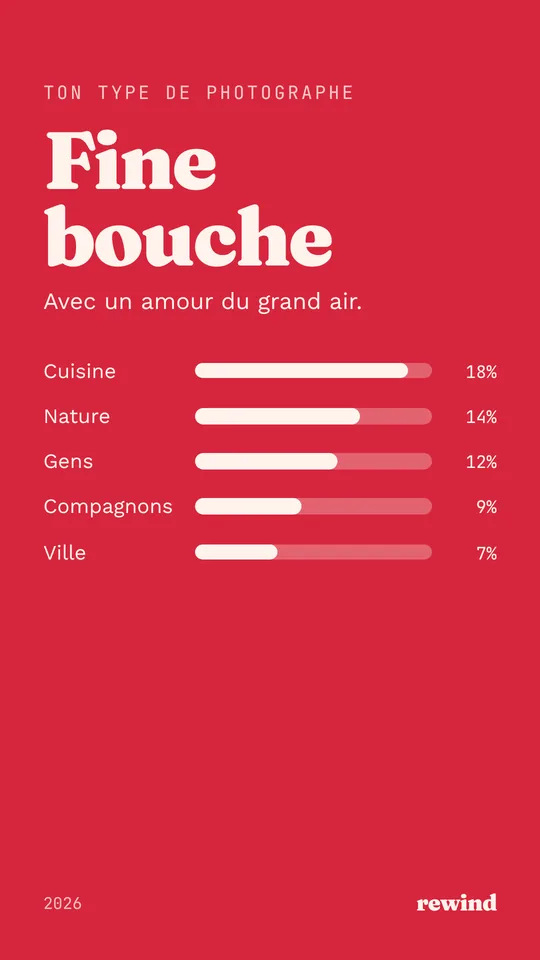 TON TYPE DE PHOTOGRAPHE
Fine
bouche
Avec un amour du grand air.
Cuisine 18%
Nature 14%
Gens 12%
Compagnons 9%
Ville 7%
2026 rewind